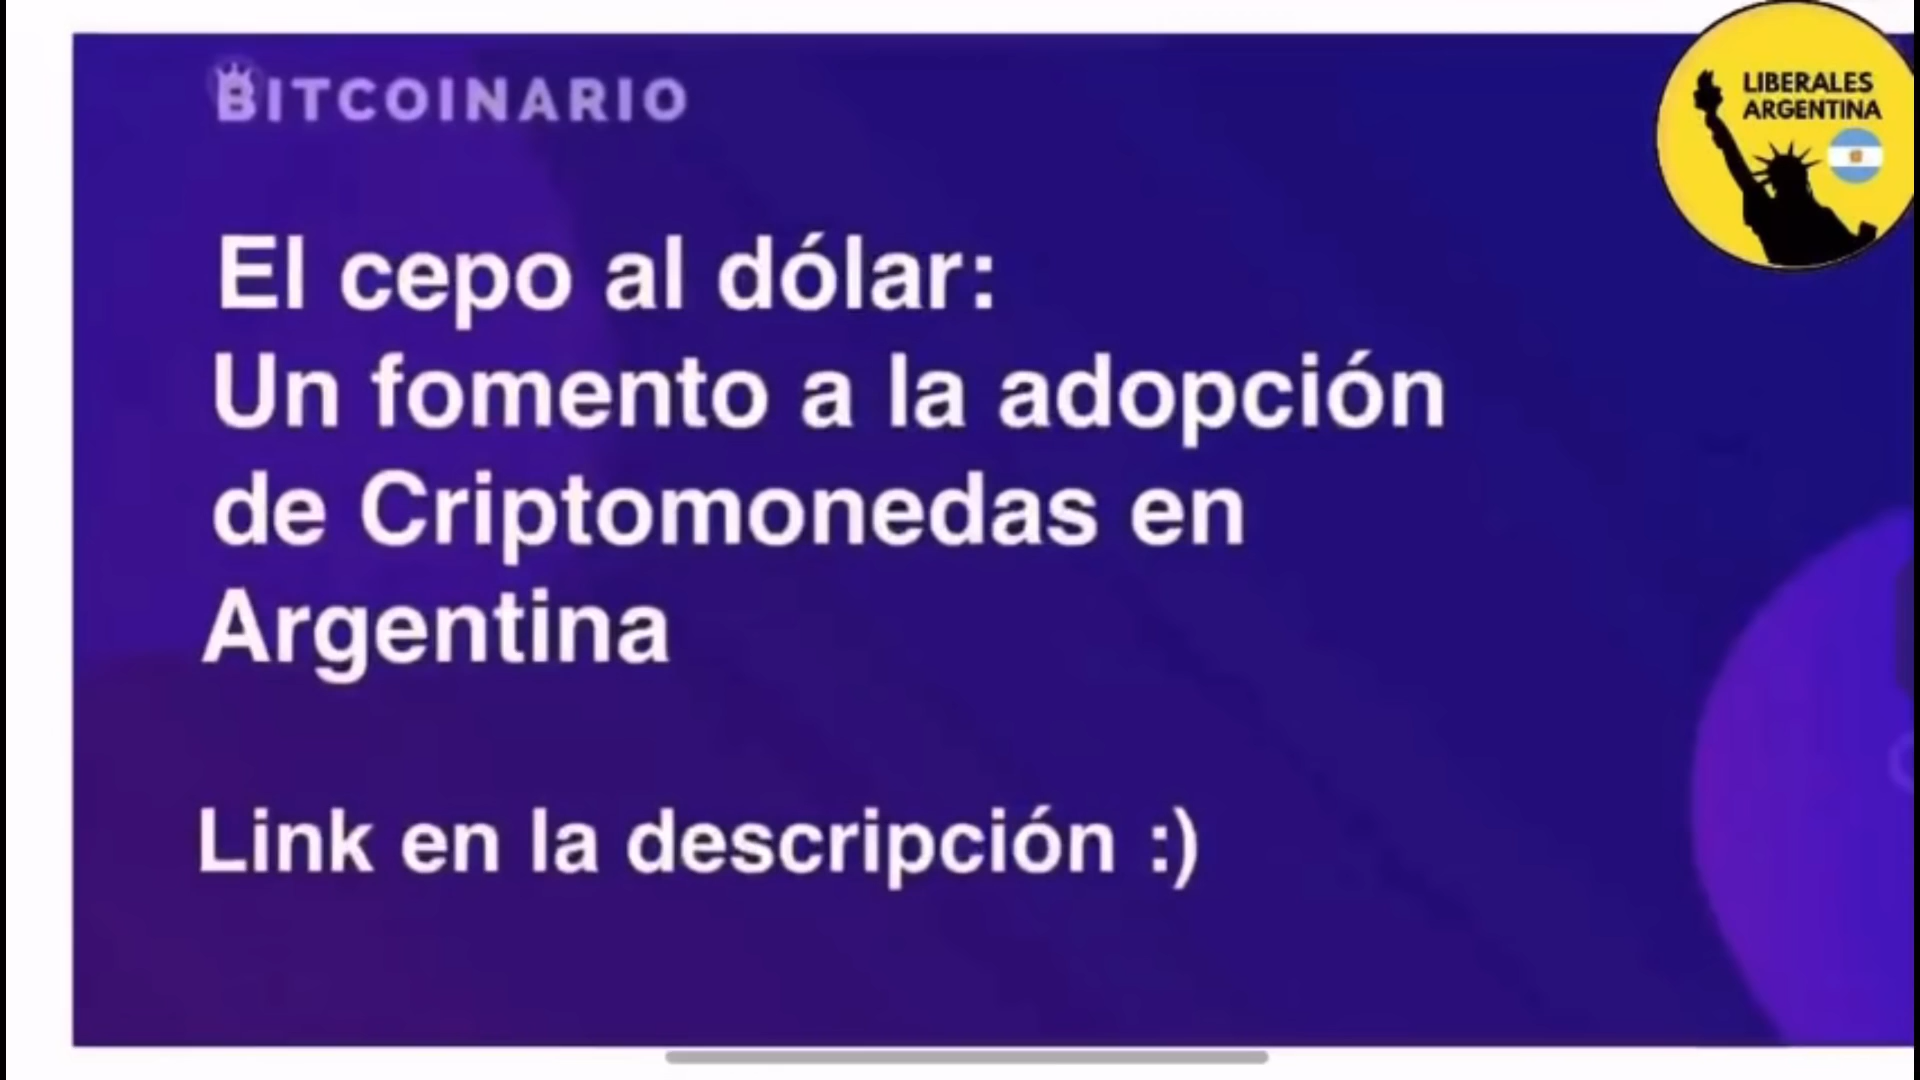 BITCOINARIO
LIBERALES
ARGENTINA
El cepo al dólar:
Un fomento a la adopción
de Criptomonedas en
Argentina
Link en la descripción :)